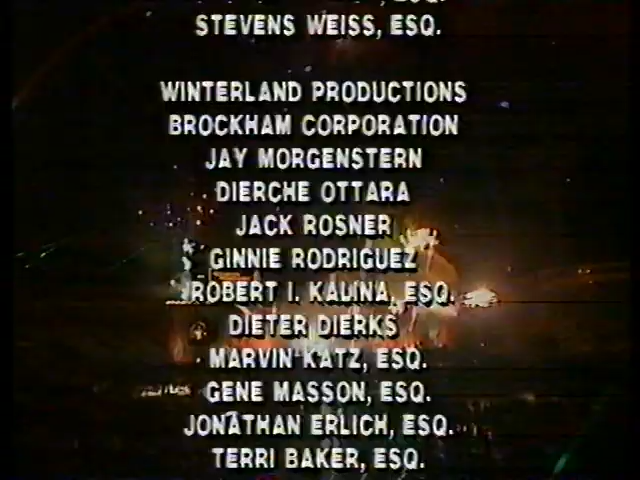 STEVENS WEISS, ESQ.
WINTERLAND PRODUCTIONS
BROCKHAM CORPORATION
JAY MORGENSTERN
DIERCHE OTTARA
JACK ROSNER
GINNIE RODRIGUEZ
ROBERT I. KALINA, ESQ.
DIETER DIERKS
MARVIN KATZ, ESQ.
GENE MASSON, ESQ.
JONATHAN ERLICH, ESQ.
TERRI BAKER, ESQ.